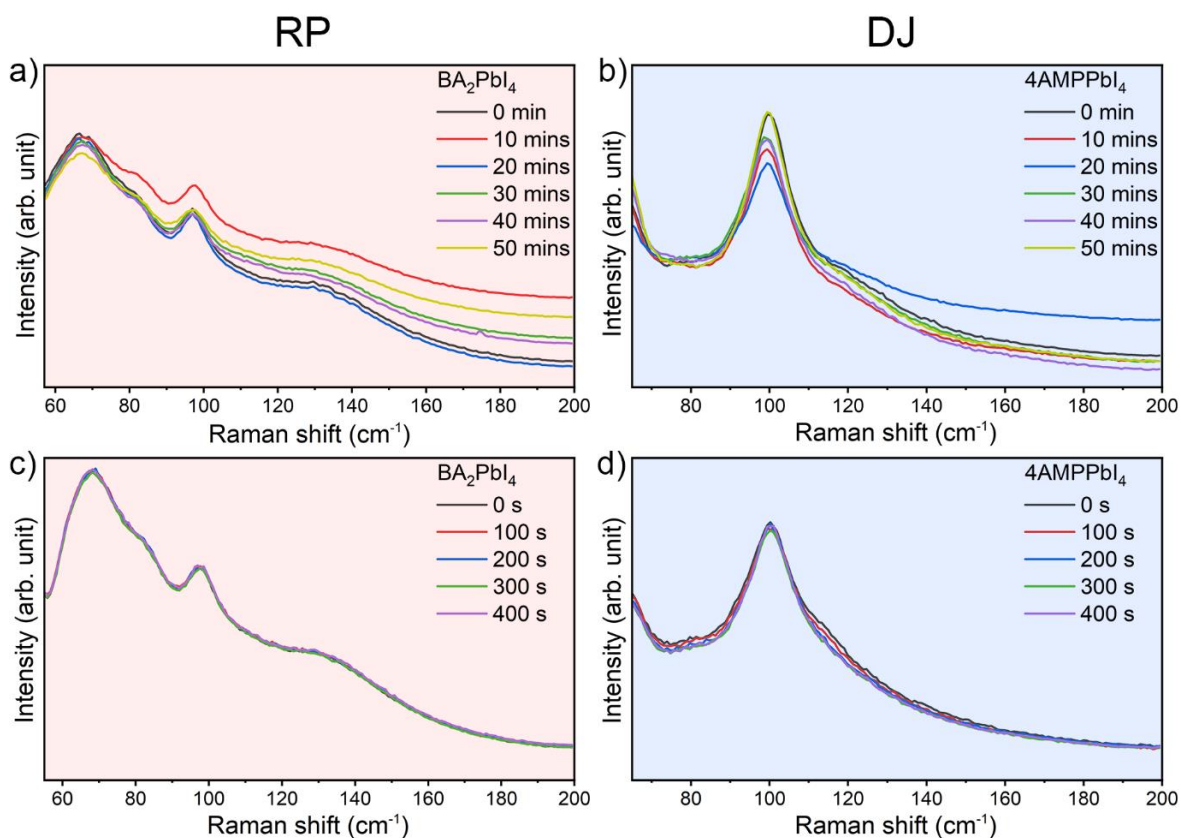 RP
DJ
a)
BA₂PbI₄
0 min
10 mins
20 mins
30 mins
40 mins
50 mins
Intensity (arb. unit)
60 80 100 120 140 160 180 200
Raman shift (cm⁻¹)
b)
4AMPPbI₄
0 min
10 mins
20 mins
30 mins
40 mins
50 mins
Intensity (arb. unit)
80 100 120 140 160 180 200
Raman shift (cm⁻¹)
c)
BA₂PbI₄
0 s
100 s
200 s
300 s
400 s
Intensity (arb. unit)
60 80 100 120 140 160 180 200
Raman shift (cm⁻¹)
d)
4AMPPbI₄
0 s
100 s
200 s
300 s
400 s
Intensity (arb. unit)
80 100 120 140 160 180 200
Raman shift (cm⁻¹)